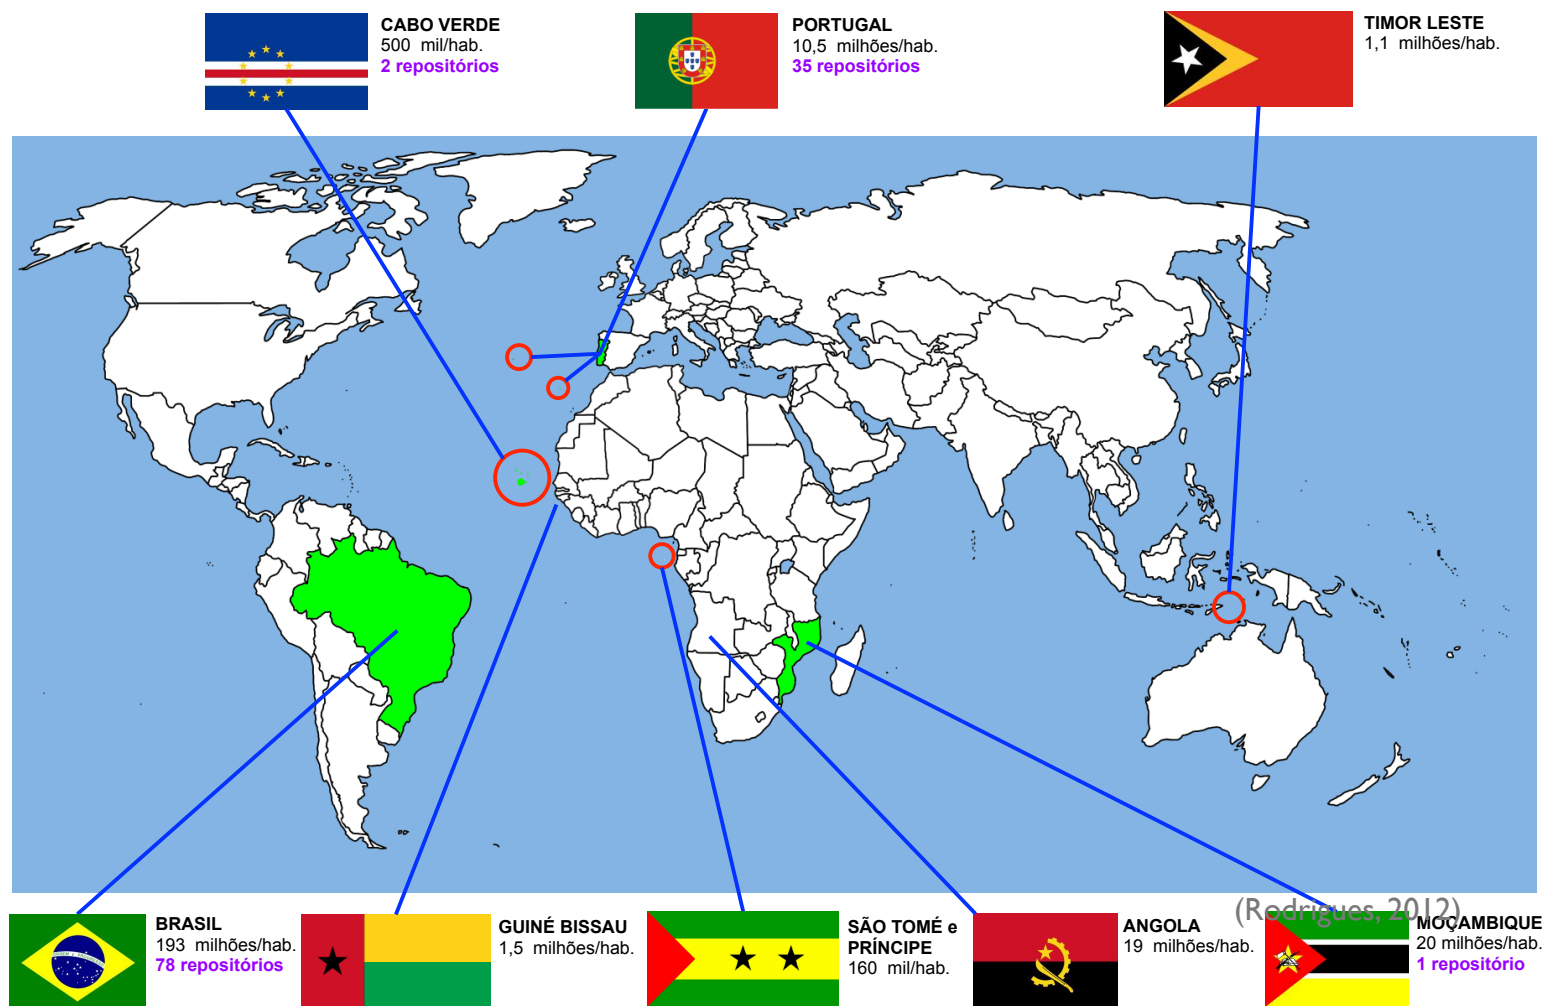 CABO VERDE
500 mil/hab.
2 repositórios
PORTUGAL
10,5 milhões/hab.
35 repositórios
TIMOR LESTE
1,1 milhões/hab.
BRASIL
193 milhões/hab.
78 repositórios
GUINÉ BISSAU
1,5 milhões/hab.
SÃO TOMÉ e
PRÍNCIPE
160 mil/hab.
ANGOLA
19 milhões/hab.
(Rodrigues, 2012)
MOÇAMBIQUE
20 milhões/hab.
1 repositório